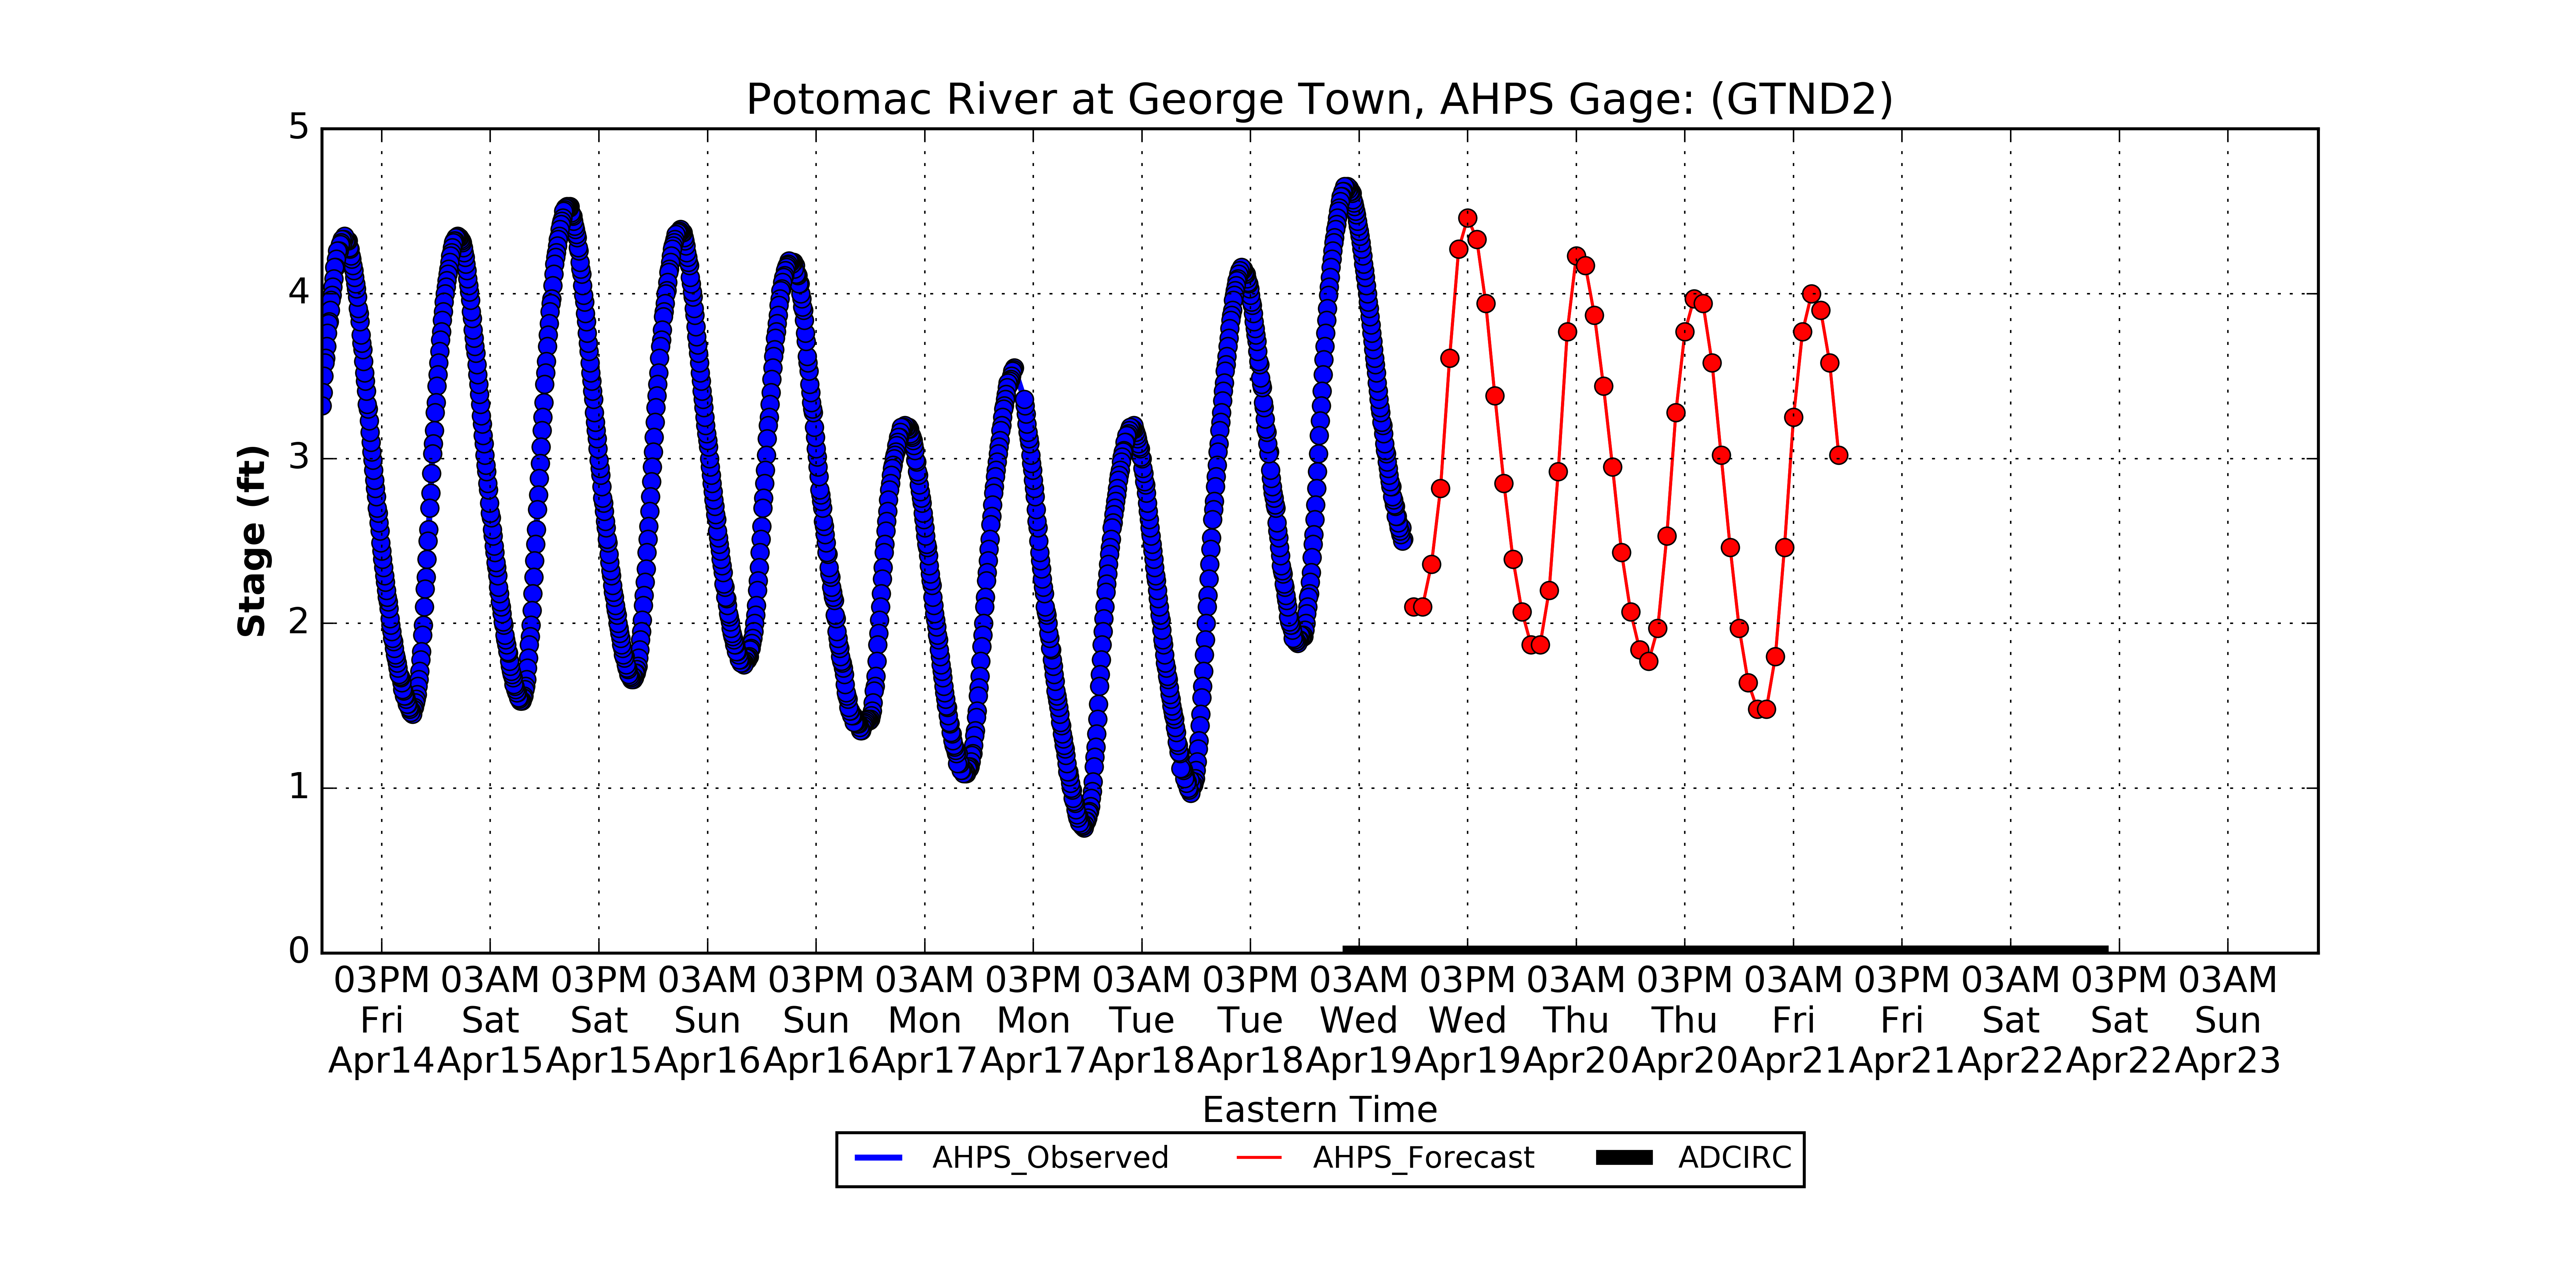 Potomac River at George Town, AHPS Gage: (GTND2)
5
4
3
2
1
0
Stage (ft)
03PM 03AM 03PM 03AM 03PM 03AM 03PM 03AM 03PM 03AM 03PM 03AM 03PM 03AM 03PM 03AM 03PM 03AM
Fri Sat Sat Sun Sun Mon Mon Tue Tue Wed Wed Thu Thu Fri Fri Sat Sat Sun
Apr14 Apr15 Apr15 Apr16 Apr16 Apr17 Apr17 Apr18 Apr18 Apr19 Apr19 Apr20 Apr20 Apr21 Apr21 Apr22 Apr22 Apr23
Eastern Time
AHPS_Observed AHPS_Forecast ADCIRC